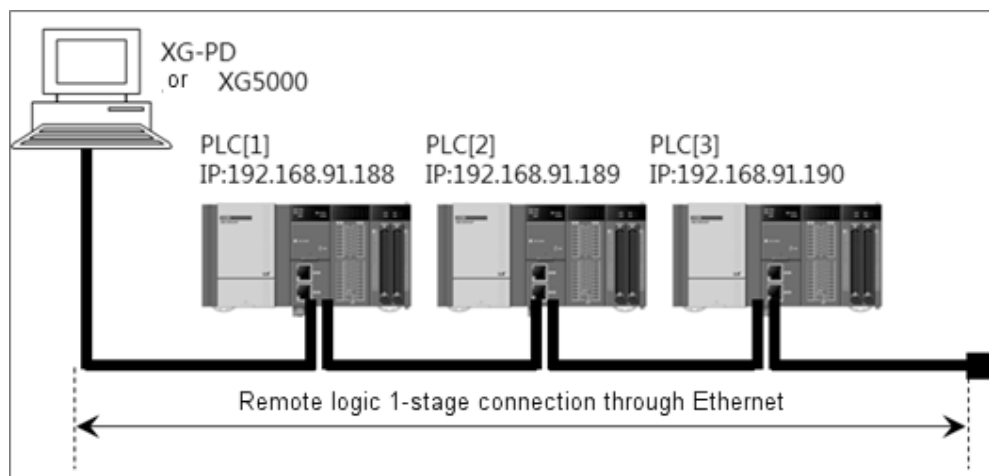 XG-PD
or XG5000
PLC[1]
IP:192.168.91.188
PLC[2]
IP:192.168.91.189
PLC[3]
IP:192.168.91.190
Remote logic 1-stage connection through Ethernet